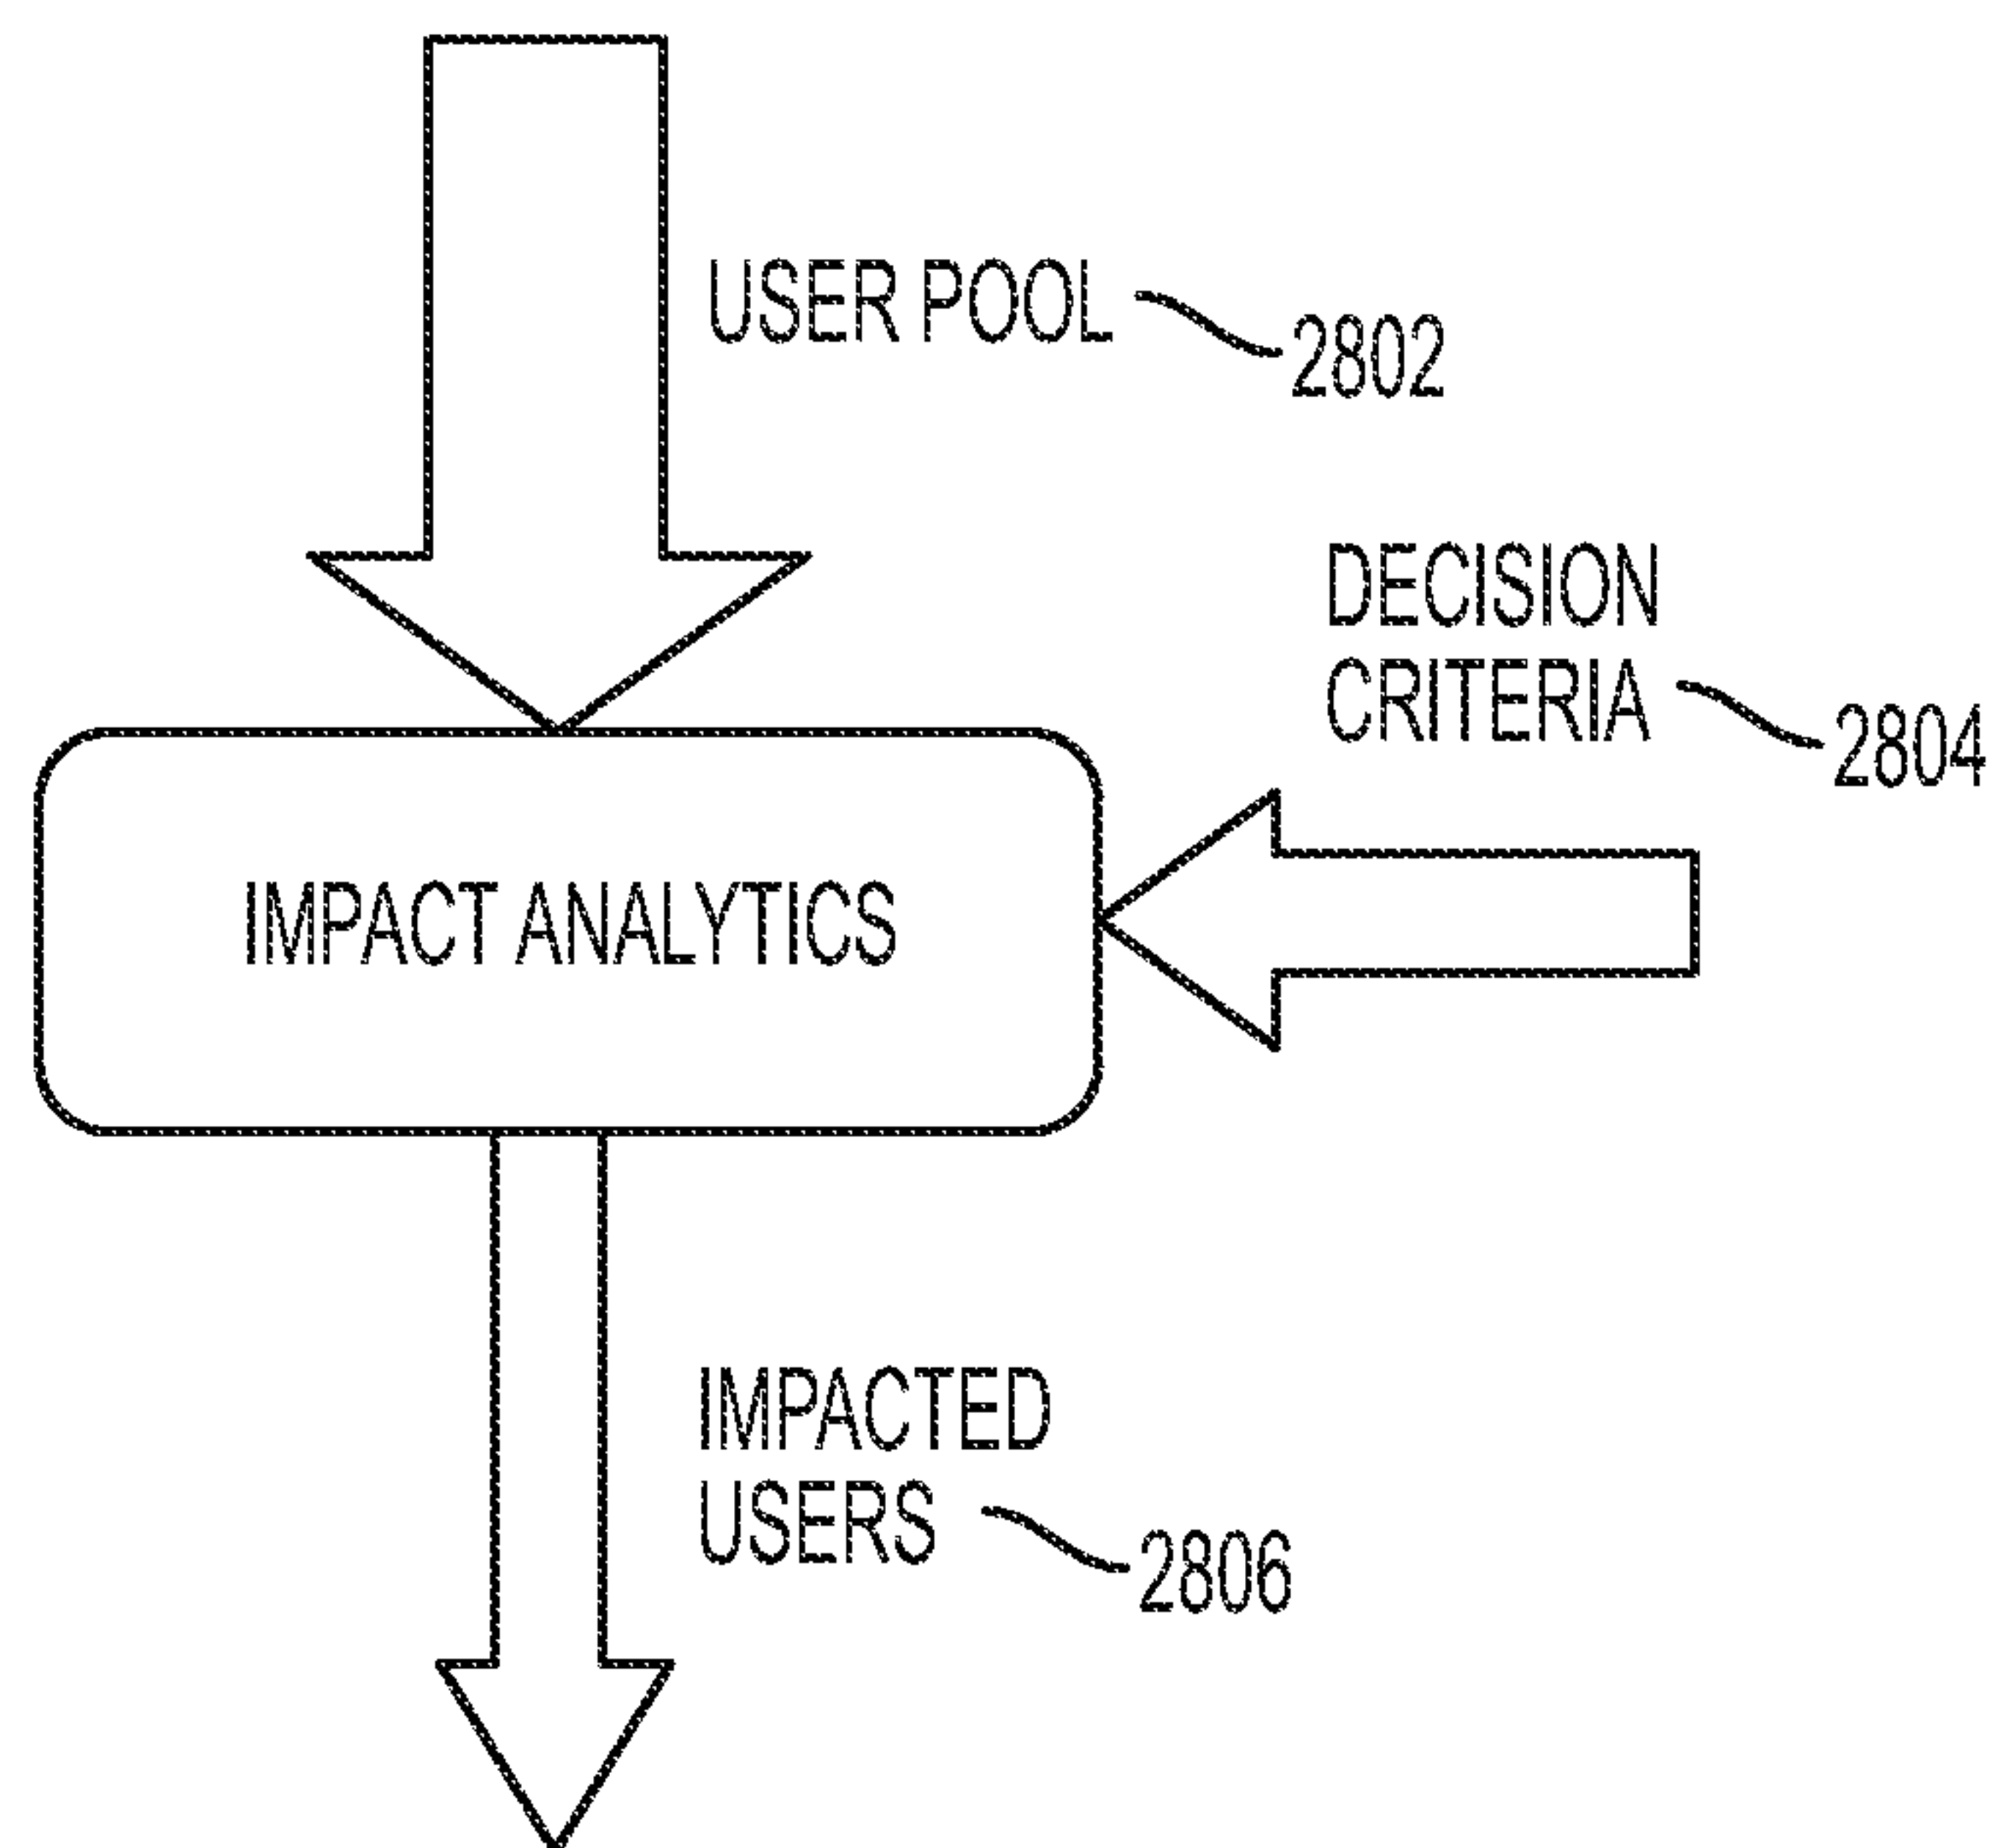 USER POOL
2802
DECISION
CRITERIA
2804
IMPACT ANALYTICS
IMPACTED
USERS
2806